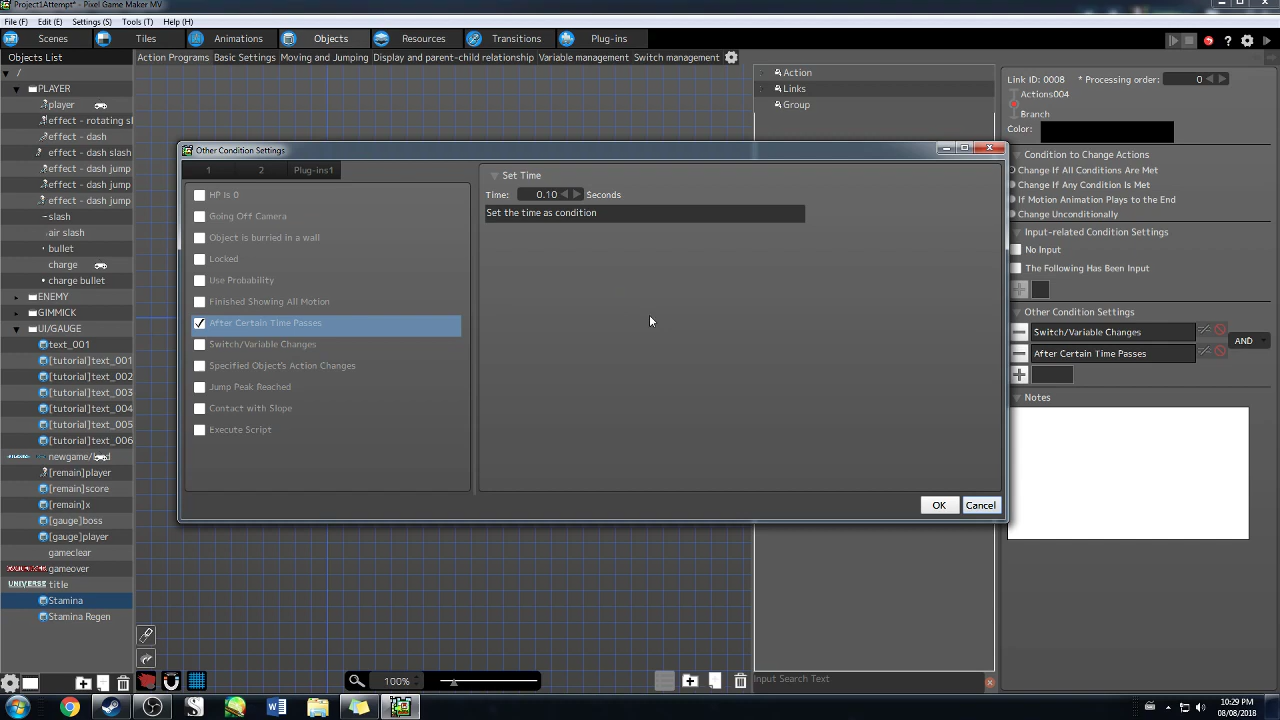 Project1Attempt* - Pixel Game Maker MV
File (F) Edit (E) Settings (S) Tools (T) Help (H)
Scenes Tiles Animations Objects Resources Transitions Plug-ins
Objects List
Action Programs Basic Settings Moving and Jumping Display and parent-child relationship Variable management Switch management
/
PLAYER
player
effect - rotating sl
effect - dash
effect - dash slash
effect - dash jump
effect - dash jump
effect - dash jump
slash
air slash
bullet
charge
charge bullet
ENEMY
GIMMICK
UI/GAUGE
text_001
[tutorial]text_001
[tutorial]text_002
[tutorial]text_003
[tutorial]text_004
[tutorial]text_005
[tutorial]text_006
[remain]player
[remain]score
[remain]x
[gauge]boss
[gauge]player
gameclear
gameover
title
Stamina
Stamina Regen
Action
Links
Group
Other Condition Settings
1 2 Plug-ins1
HP Is 0
Going Off Camera
Object is burried in a wall
Locked
Use Probability
Finished Showing All Motion
After Certain Time Passes
Switch/Variable Changes
Specified Object's Action Changes
Jump Peak Reached
Contact with Slope
Execute Script
Set Time
Time: 0.10 Seconds
Set the time as condition
OK Cancel
Link ID: 0008 * Processing order: 0
Actions004
Branch
Color:
Condition to Change Actions
Change If All Conditions Are Met
Change If Any Condition Is Met
If Motion Animation Plays to the End
Change Unconditionally
Input-related Condition Settings
No Input
The Following Has Been Input
Other Condition Settings
Switch/Variable Changes
After Certain Time Passes
AND
Notes
100%
Input Search Text
10:29 PM
08/08/2018